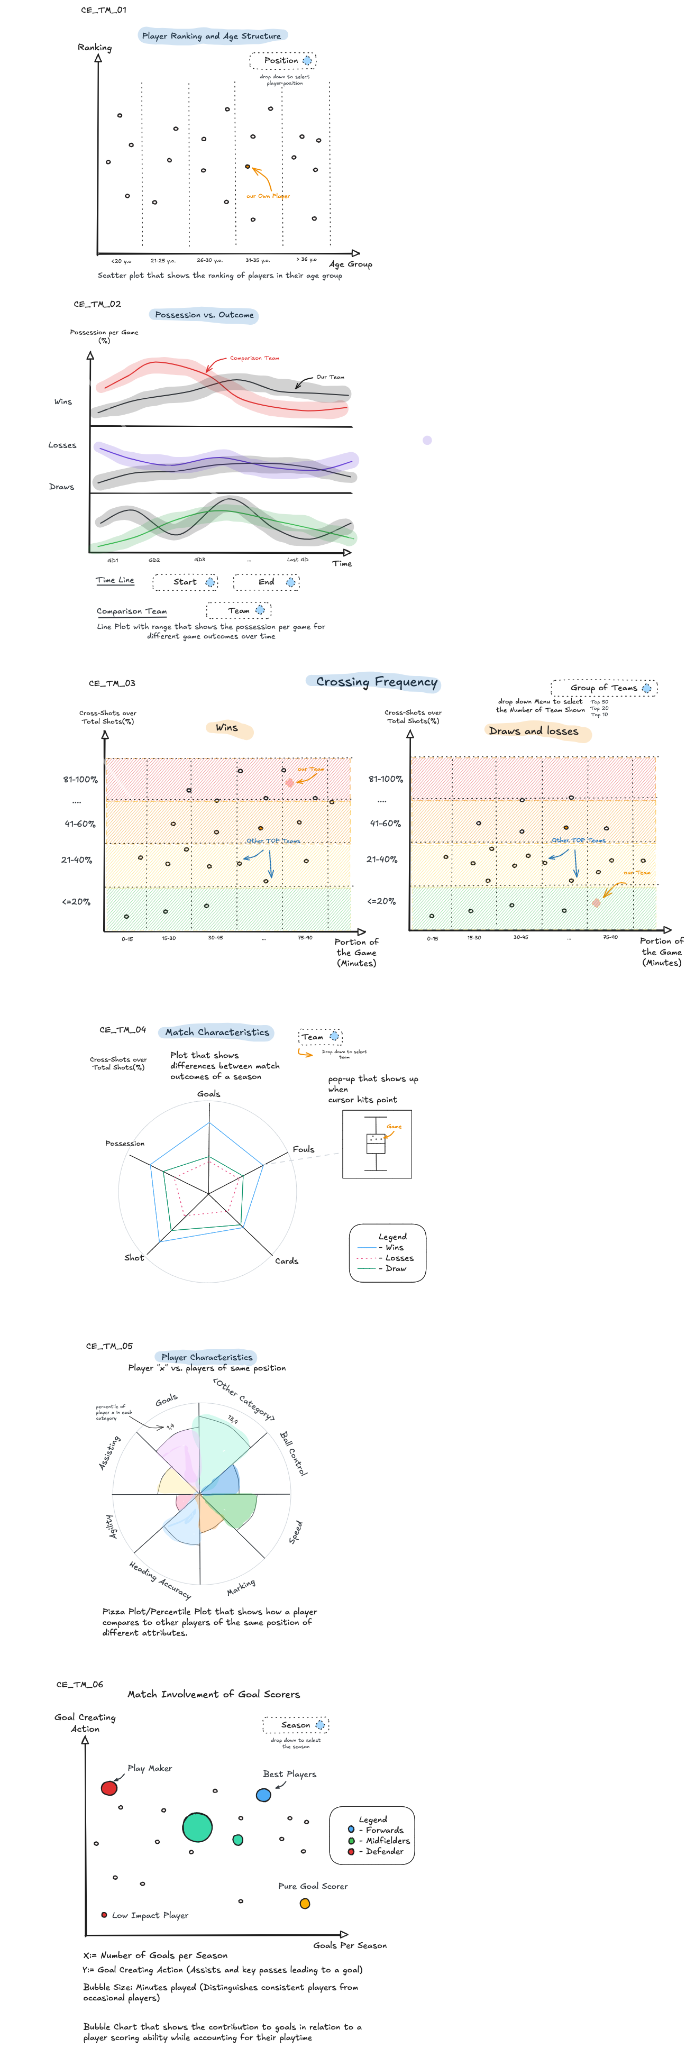 CE_TM_01
Player Ranking and Age Structure
Ranking
Position
drop down to select
player position
our Own Player
<20 y.o.
21-25 y.o.
26-30 y.o.
31-35 y.o.
> 36 y.o
Age Group
Scatter plot that shows the ranking of players in their age group
CE_TM_02
Possession vs. Outcome
Possession per Game
(%)
Comparison Team
Our Team
Wins
Losses
Draws
GD1
GD2
GD3
...
Last GD
Time
Time Line
Start
End
Comparison Team
Team
Line Plot with range that shows the possession per game for
different game outcomes over time
CE_TM_03
Crossing Frequency
Group of Teams
drop down Menu to select
the Number of Team Shown
Top 50
Top 20
Top 10
Cross-Shots over
Total Shots(%)
Wins
81-100%
....
41-60%
21-40%
<=20%
our Team
Other TOP Teams
0-15
15-30
30-45
...
75-90
Portion of
the Game
(Minutes)
Cross-Shots over
Total Shots(%)
Draws and losses
81-100%
....
41-60%
21-40%
<=20%
Other TOP Teams
our Team
0-15
15-30
30-45
...
75-90
Portion of
the Game
(Minutes)
CE_TM_04
Match Characteristics
Team
Drop down to select
team
Cross-Shots over
Total Shots(%)
Plot that shows
differences between match
outcomes of a season
pop-up that shows up
when
cursor hits point
Goals
Possession
Fouls
Shot
Cards
Game
Legend
- Wins
- Losses
- Draw
CE_TM_05
Player Characteristics
Player "x" vs. players of same position
percentile of
player x in each
category
Goals
<Other Category>
Assisting
Ball Control
Agility
Speed
Heading Accuracy
Marking
Pizza Plot/Percentile Plot that shows how a player
compares to other players of the same position of
different attributes.
CE_TM_06
Match Involvement of Goal Scorers
Goal Creating
Action
Season
drop down to select
the season
Play Maker
Best Players
Legend
- Forwards
- Midfielders
- Defender
Pure Goal Scorer
Low Impact Player
Goals Per Season
X:= Number of Goals per Season
Y:= Goal Creating Action (Assists and key passes leading to a goal)
Bubble Size: Minutes played (Distinguishes consistent players from
occasional players)
Bubble Chart that shows the contribution to goals in relation to a
player scoring ability while accounting for their playtime